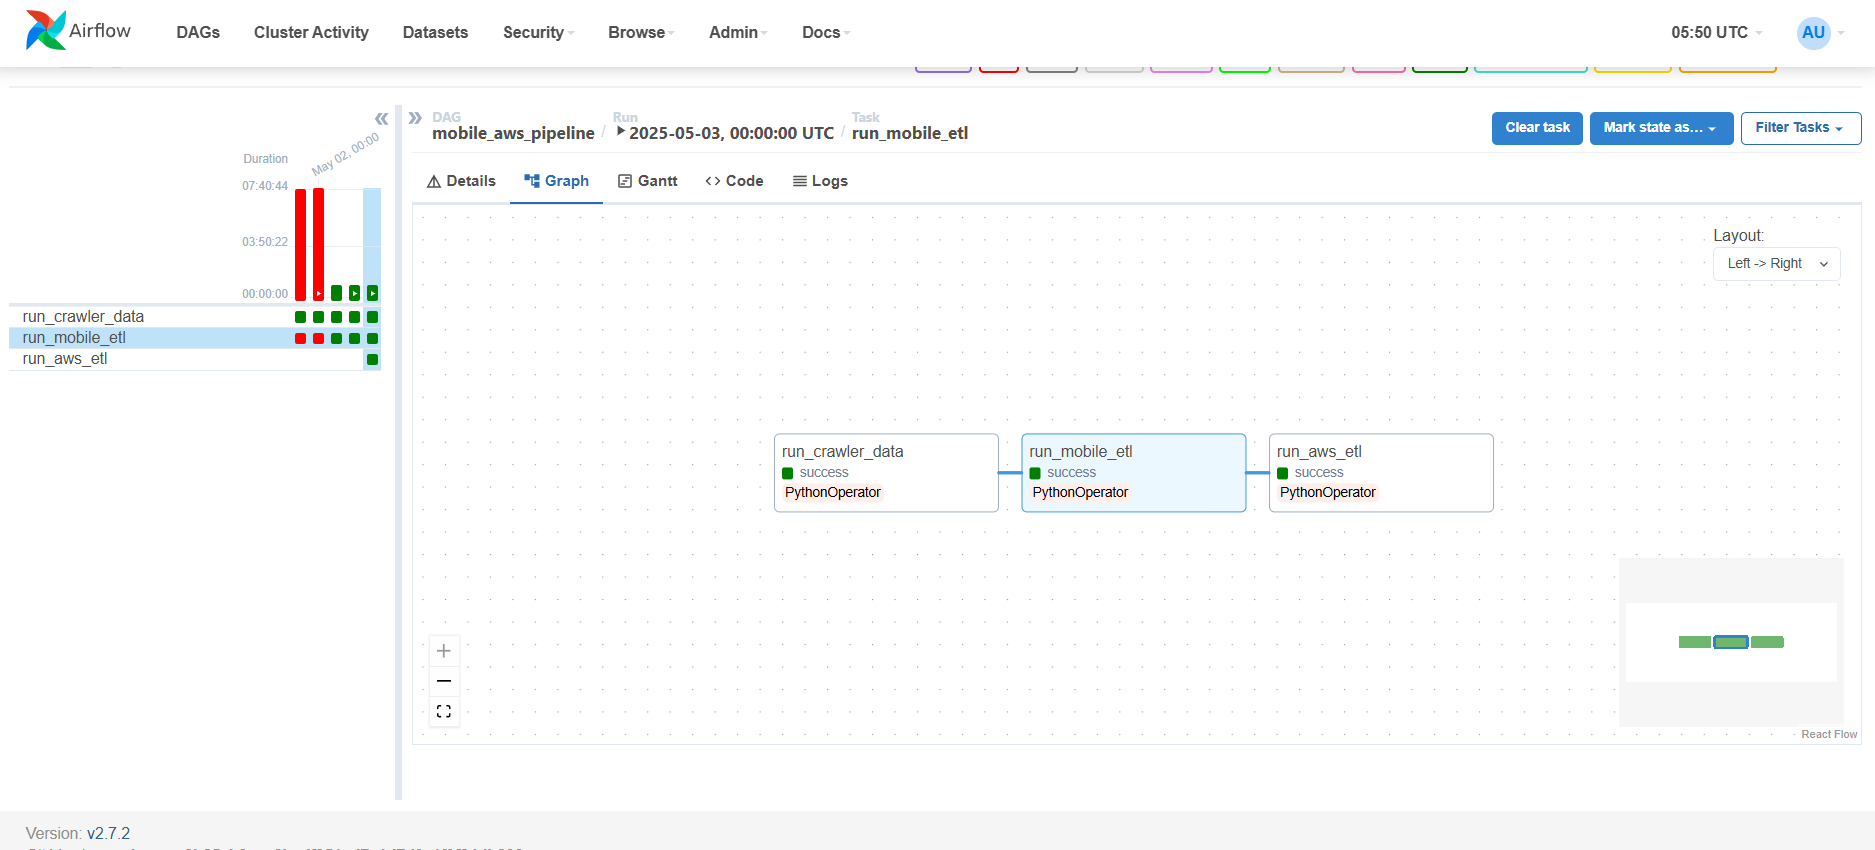 Airflow
DAGs
Cluster Activity
Datasets
Security
Browse
Admin
Docs
05:50 UTC
AU
DAG
mobile_aws_pipeline
/
Run
2025-05-03, 00:00:00 UTC
/
Task
run_mobile_etl
Clear task
Mark state as…
Filter Tasks
Details
Graph
Gantt
Code
Logs
May 02, 00:00
Duration
07:40:44
03:50:22
00:00:00
run_crawler_data
run_mobile_etl
run_aws_etl
Layout:
Left -> Right
run_crawler_data
success
PythonOperator
run_mobile_etl
success
PythonOperator
run_aws_etl
success
PythonOperator
React Flow
Version: v2.7.2